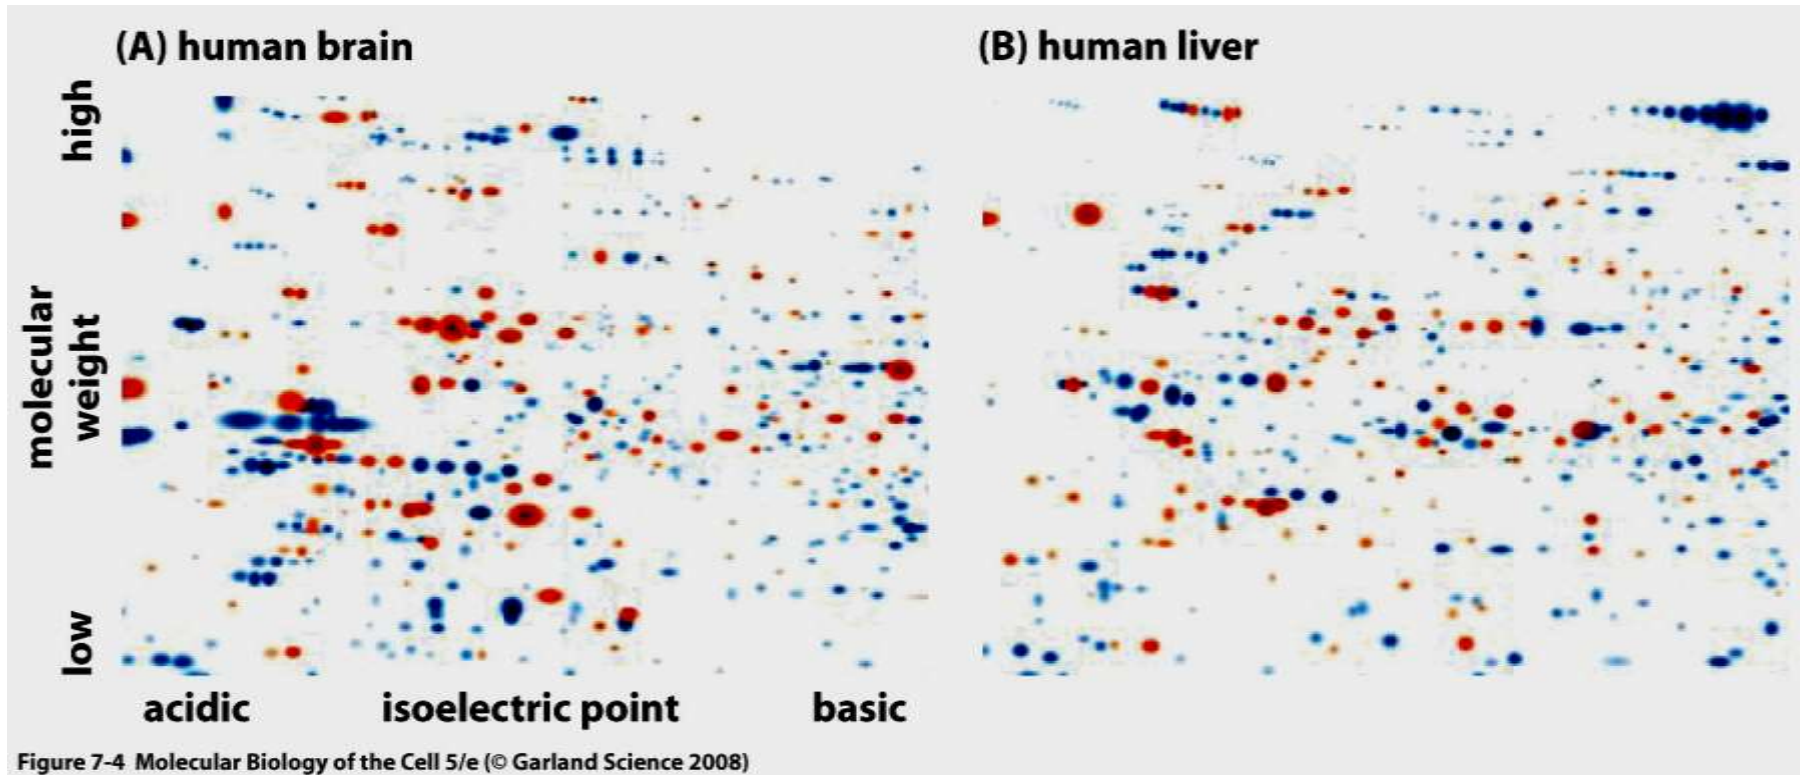 (A) human brain
(B) human liver
high
molecular
weight
low
acidic
isoelectric point
basic
Figure 7-4 Molecular Biology of the Cell 5/e (© Garland Science 2008)